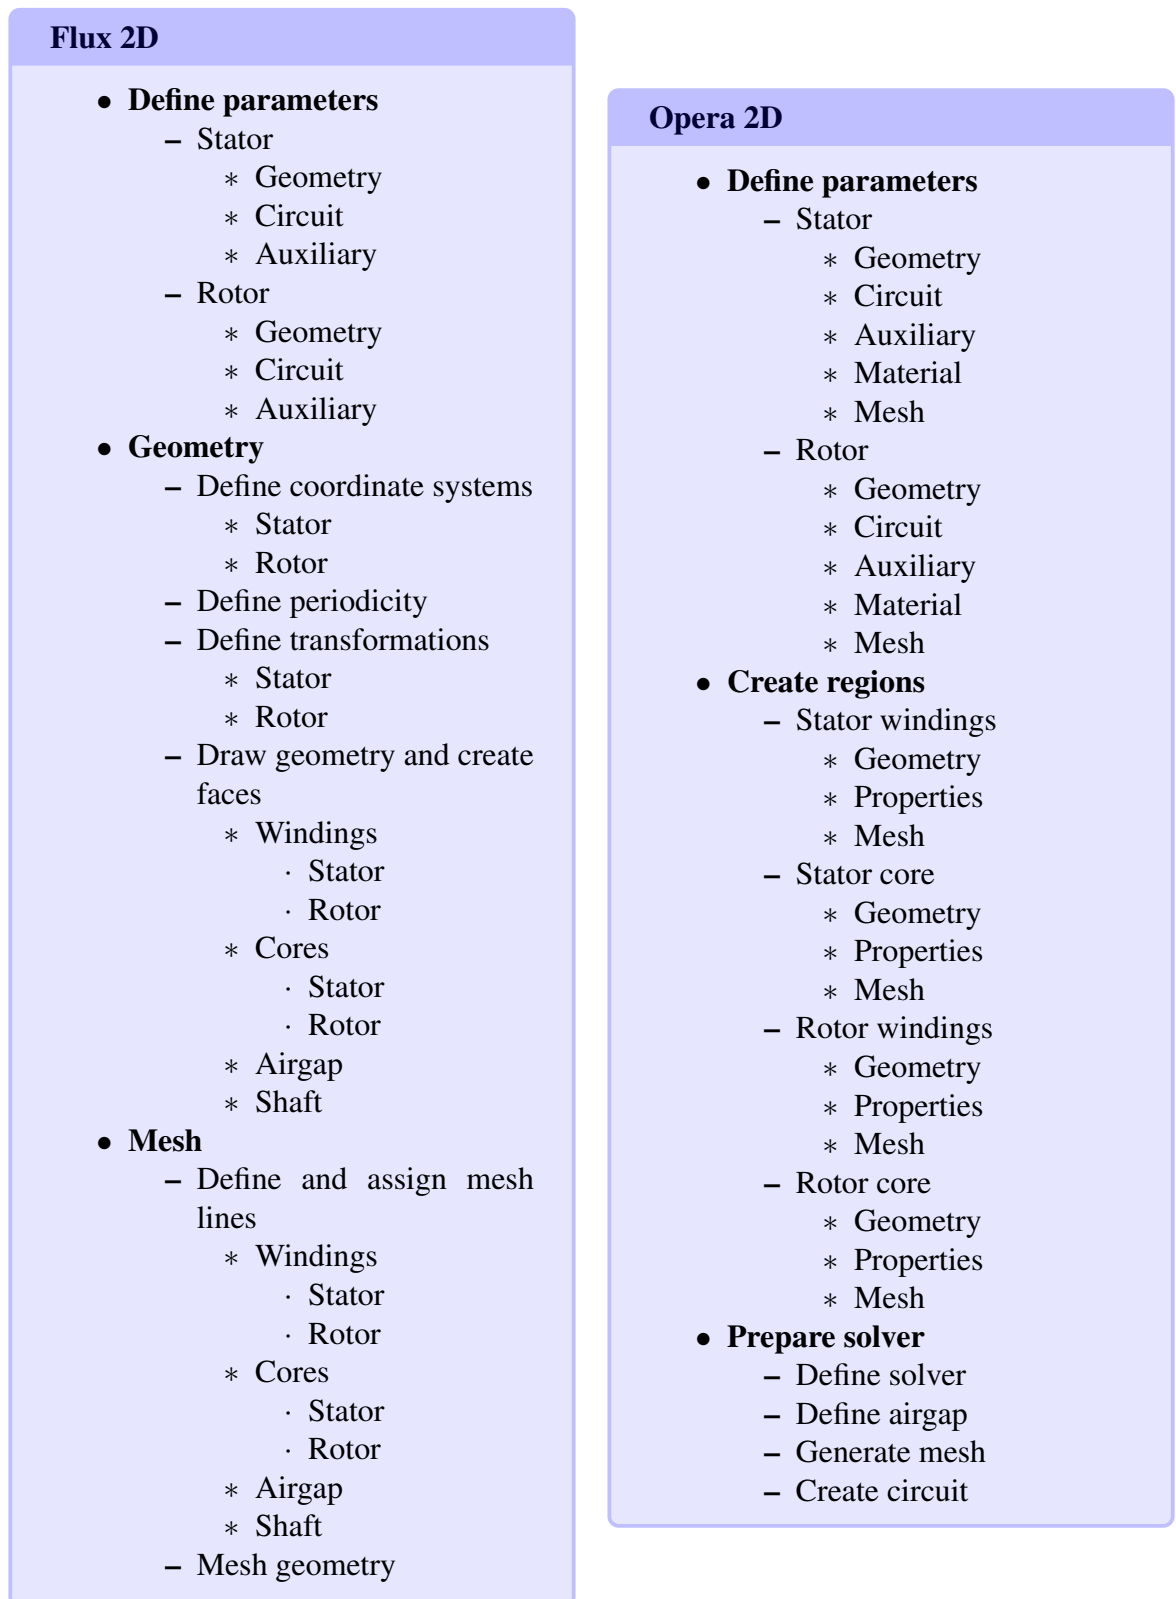 Flux 2D
• Define parameters
– Stator
∗ Geometry
∗ Circuit
∗ Auxiliary
– Rotor
∗ Geometry
∗ Circuit
∗ Auxiliary
• Geometry
– Define coordinate systems
∗ Stator
∗ Rotor
– Define periodicity
– Define transformations
∗ Stator
∗ Rotor
– Draw geometry and create
faces
∗ Windings
· Stator
· Rotor
∗ Cores
· Stator
· Rotor
∗ Airgap
∗ Shaft
• Mesh
– Define and assign mesh
lines
∗ Windings
· Stator
· Rotor
∗ Cores
· Stator
· Rotor
∗ Airgap
∗ Shaft
– Mesh geometry
Opera 2D
• Define parameters
– Stator
∗ Geometry
∗ Circuit
∗ Auxiliary
∗ Material
∗ Mesh
– Rotor
∗ Geometry
∗ Circuit
∗ Auxiliary
∗ Material
∗ Mesh
• Create regions
– Stator windings
∗ Geometry
∗ Properties
∗ Mesh
– Stator core
∗ Geometry
∗ Properties
∗ Mesh
– Rotor windings
∗ Geometry
∗ Properties
∗ Mesh
– Rotor core
∗ Geometry
∗ Properties
∗ Mesh
• Prepare solver
– Define solver
– Define airgap
– Generate mesh
– Create circuit